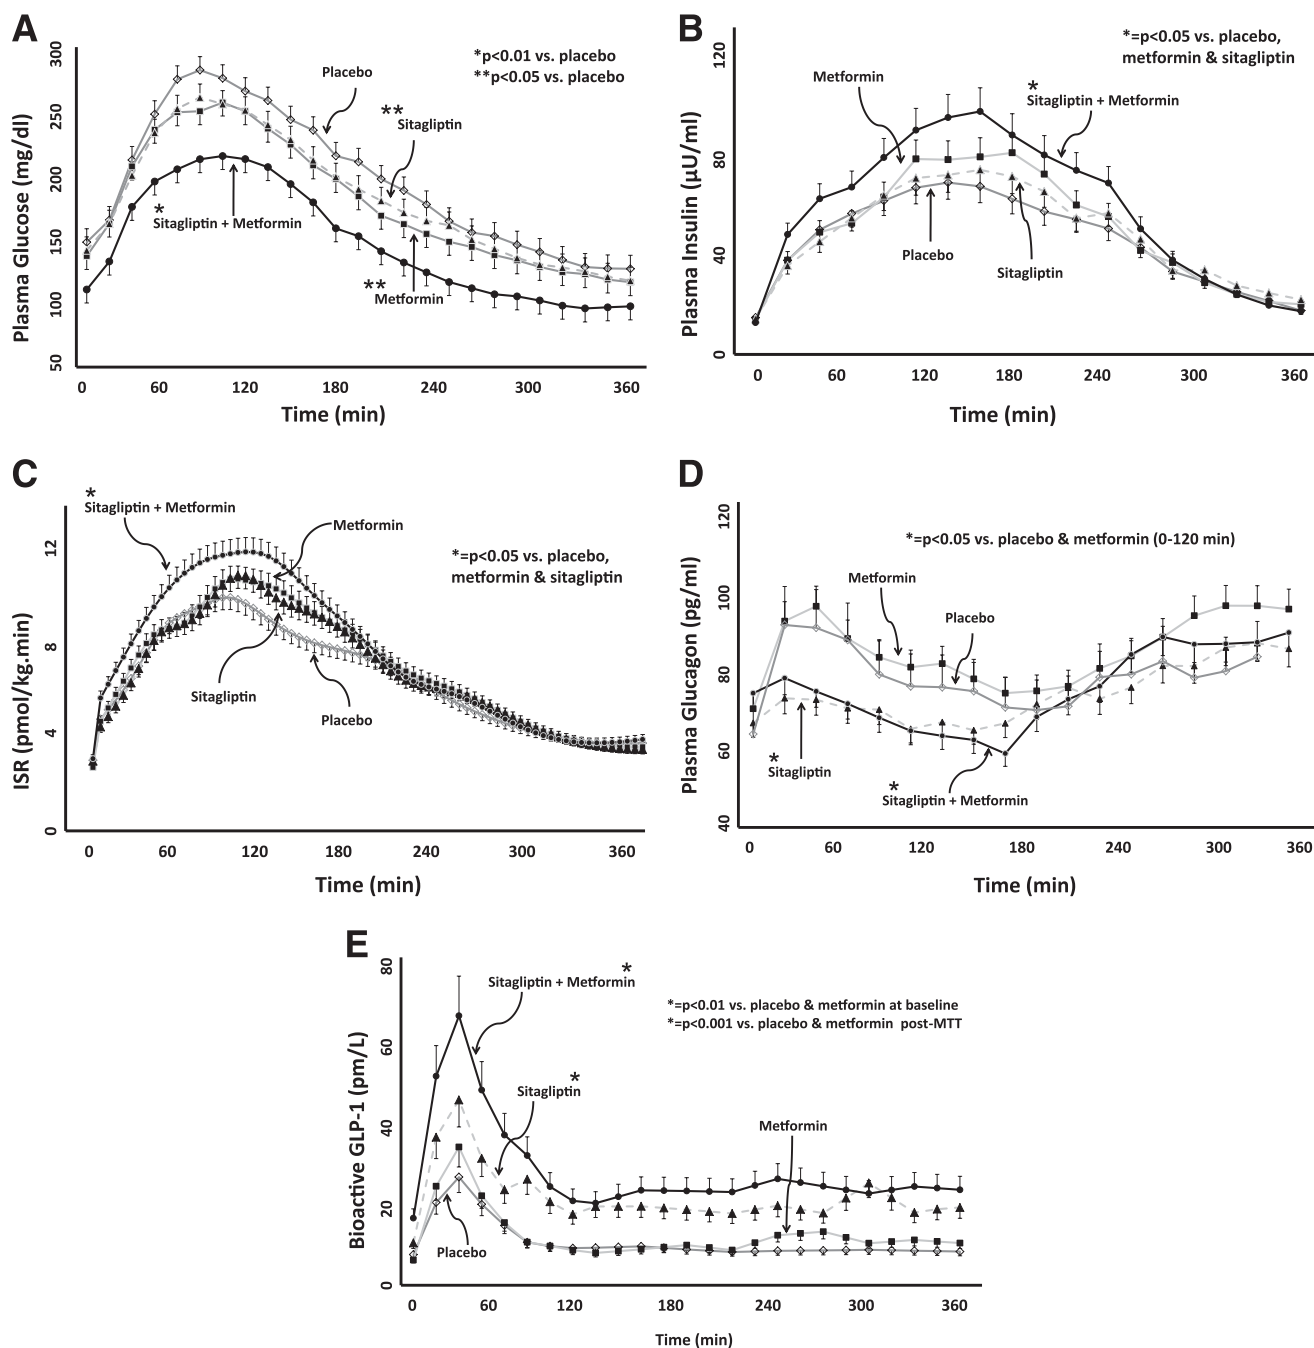 A
Plasma Glucose (mg/dl)
300
250
200
150
100
50
*p<0.01 vs. placebo
**p<0.05 vs. placebo
Placebo
**
Sitagliptin
*
Sitagliptin + Metformin
**
Metformin
0 60 120 180 240 300 360
Time (min)
B
Plasma Insulin (µU/ml)
120
80
40
0
*=p<0.05 vs. placebo,
metformin & sitagliptin
Metformin
*
Sitagliptin + Metformin
Placebo
Sitagliptin
0 60 120 180 240 300 360
Time (min)
C
ISR (pmol/kg.min)
12
8
4
0
*
Sitagliptin + Metformin
Metformin
*=p<0.05 vs. placebo,
metformin & sitagliptin
Sitagliptin
Placebo
0 60 120 180 240 300 360
Time (min)
D
Plasma Glucagon (pg/ml)
120
100
80
60
40
*=p<0.05 vs. placebo & metformin (0-120 min)
Metformin
Placebo
*
Sitagliptin
*
Sitagliptin + Metformin
0 60 120 180 240 300 360
Time (min)
E
Bioactive GLP-1 (pm/L)
80
60
40
20
0
*
Sitagliptin + Metformin
*=p<0.01 vs. placebo & metformin at baseline
*=p<0.001 vs. placebo & metformin post-MTT
*
Sitagliptin
Metformin
Placebo
0 60 120 180 240 300 360
Time (min)